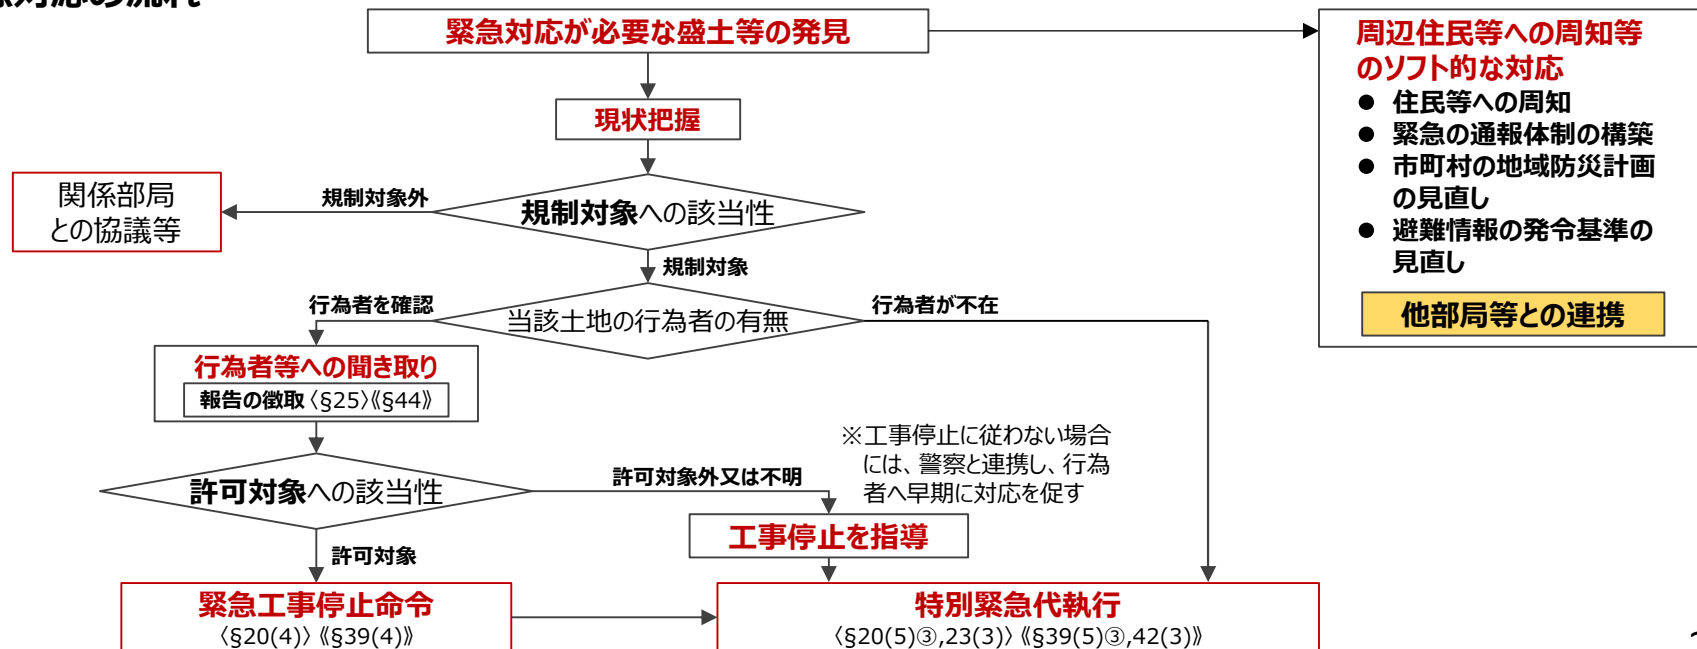 急対応の流れ
緊急対応が必要な盛土等の発見
現状把握
規制対象への該当性
規制対象外
関係部局
との協議等
規制対象
当該土地の行為者の有無
行為者を確認
行為者が不在
行為者等への聞き取り
報告の徴取〈§25〉《§44》
許可対象への該当性
許可対象外又は不明
※工事停止に従わない場合
には、警察と連携し、行為
者へ早期に対応を促す
工事停止を指導
許可対象
緊急工事停止命令
〈§20(4)〉《§39(4)》
特別緊急代執行
〈§20(5)③,23(3)〉《§39(5)③,42(3)》
周辺住民等への周知等
のソフト的な対応
● 住民等への周知
● 緊急の通報体制の構築
● 市町村の地域防災計画
の見直し
● 避難情報の発令基準の
見直し
他部局等との連携